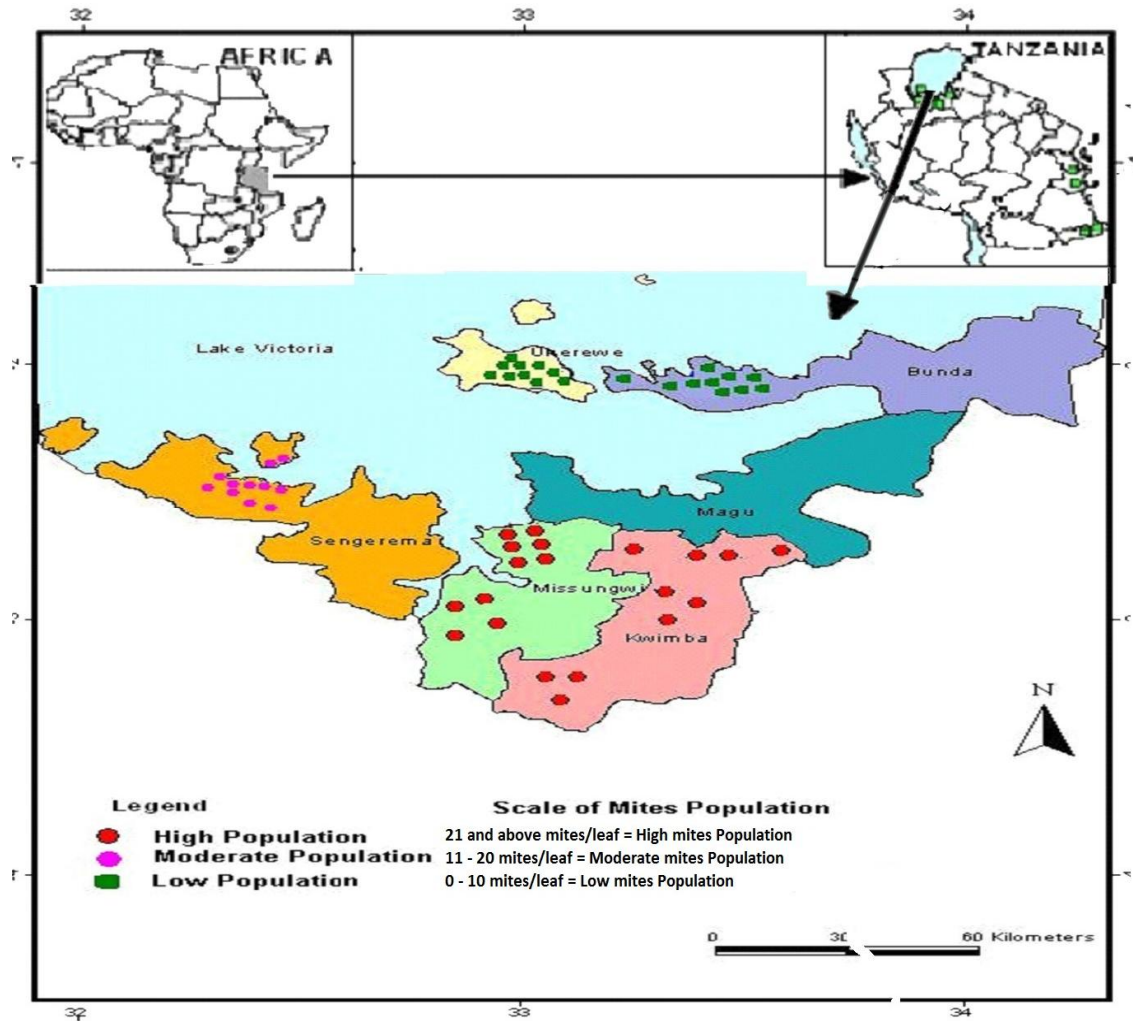 32 33 34
AFRICA
TANZANIA
Lake Victoria
Ukerewe
Bunda
Magu
Sengerema
Missungwi
Kwimba
N
Legend
High Population
Moderate Population
Low Population
Scale of Mites Population
21 and above mites/leaf = High mites Population
11 - 20 mites/leaf = Moderate mites Population
0 - 10 mites/leaf = Low mites Population
0 30 60 Kilometers
32 33 34